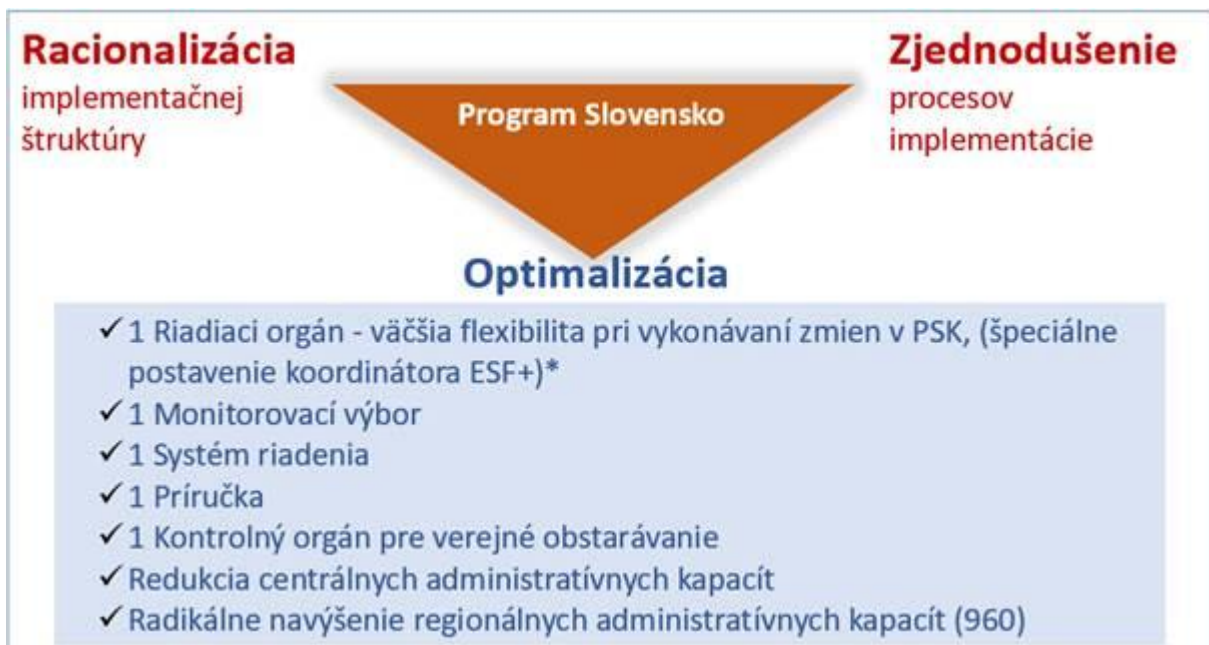 Racionalizácia
implementačnej
štruktúry
Program Slovensko
Zjednodušenie
procesov
implementácie
Optimalizácia
✓ 1 Riadiaci orgán - väčšia flexibilita pri vykonávaní zmien v PSK, (špeciálne
postavenie koordinátora ESF+)*
✓ 1 Monitorovací výbor
✓ 1 Systém riadenia
✓ 1 Príručka
✓ 1 Kontrolný orgán pre verejné obstarávanie
✓ Redukcia centrálnych administratívnych kapacít
✓ Radikálne navýšenie regionálnych administratívnych kapacít (960)